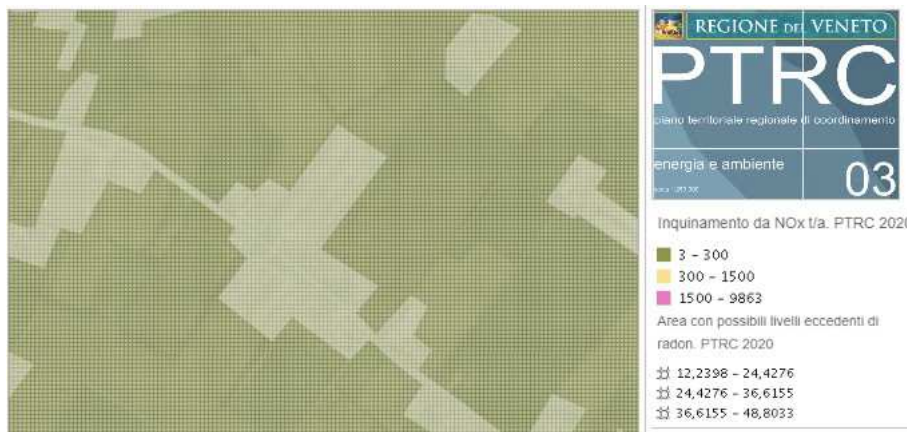 REGIONE DEL VENETO
PTRC
piano territoriale regionale di coordinamento
energia e ambiente
03
Inquinamento da NOx t/a. PTRC 2020
3 - 300
300 - 1500
1500 - 9863
Area con possibili livelli eccedenti di
radon. PTRC 2020
12,2398 - 24,4276
24,4276 - 36,6155
36,6155 - 48,8033